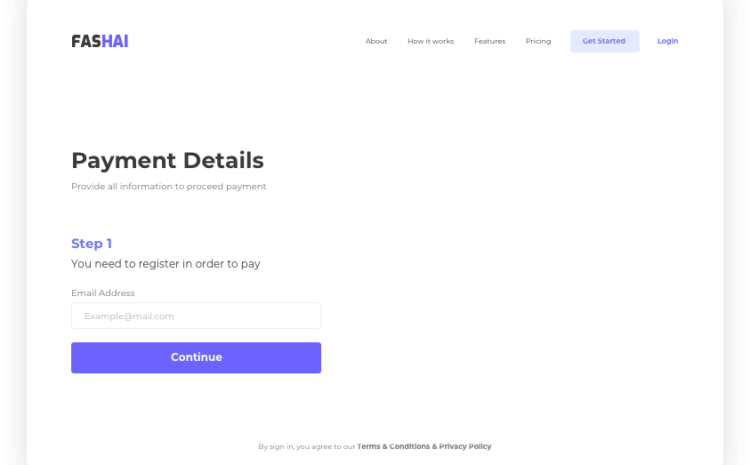 FASHAI
About How it works Features Pricing Get Started Login
Payment Details
Provide all information to proceed payment
Step 1
You need to register in order to pay
Email Address
Example@mail.com
Continue
By sign in, you agree to our Terms & Conditions & Privacy Policy